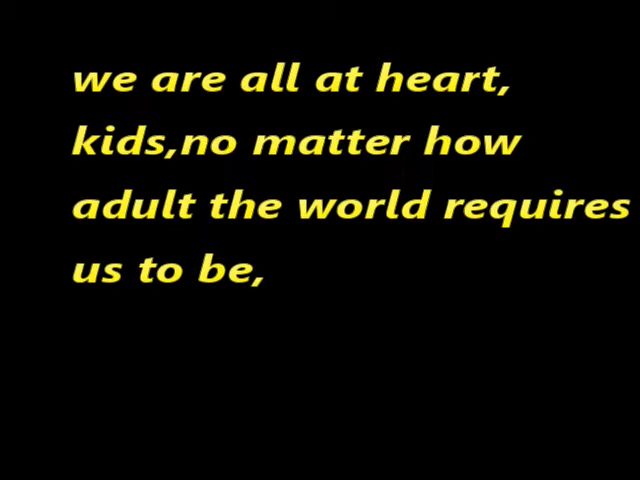 we are all at heart,
kids,no matter how
adult the world requires
us to be,